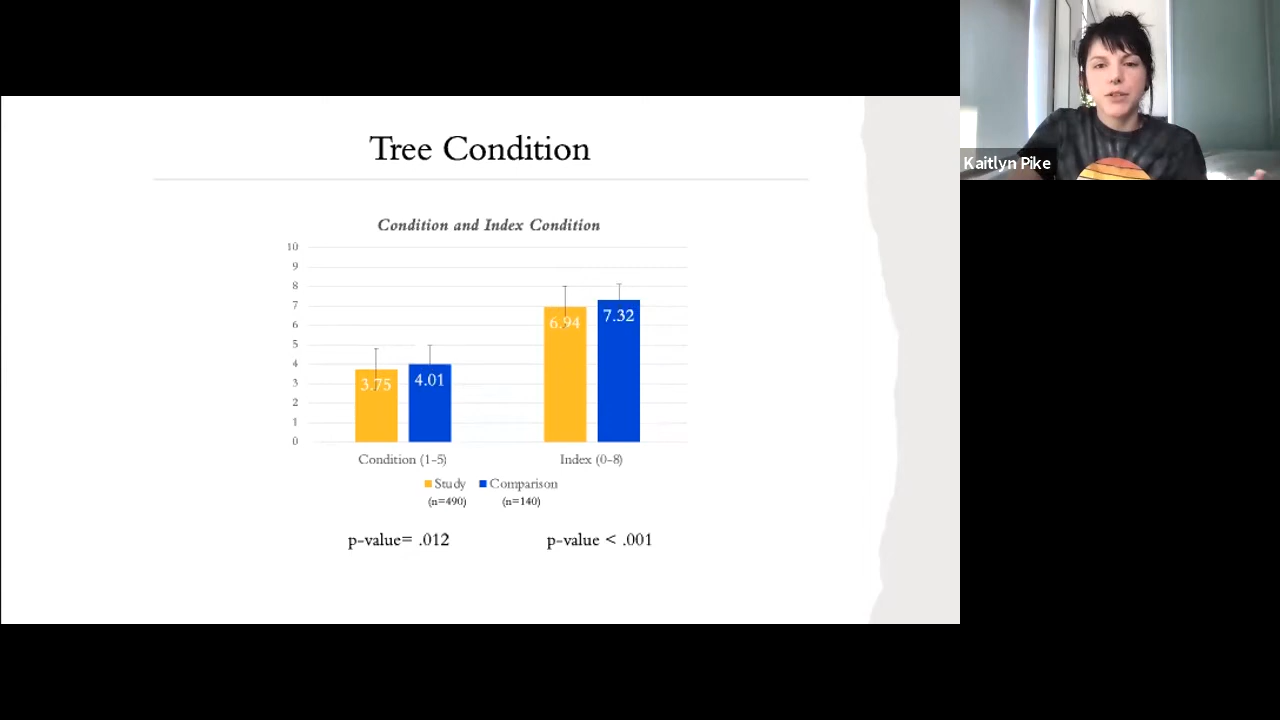 Tree Condition
Kaitlyn Pike
Condition and Index Condition
10
9
8
7
6
5
4
3
2
1
0
3.75
4.01
6.94
7.32
Condition (1-5)
Index (0-8)
Study
Comparison
(n=490)
(n=140)
p-value= .012
p-value < .001